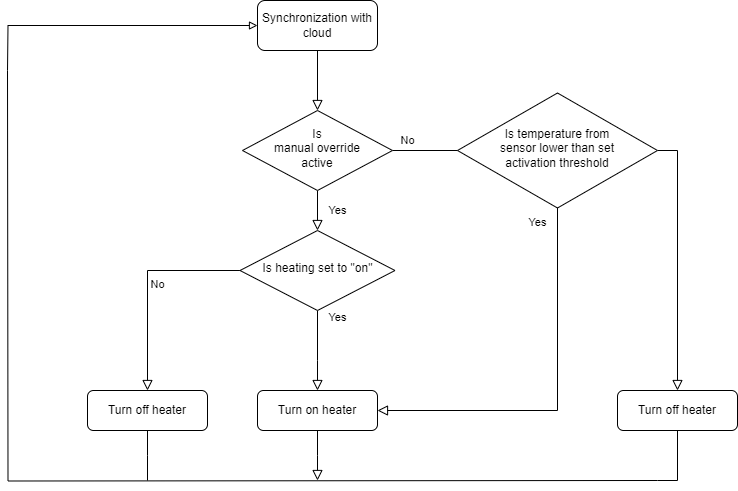 Synchronization with
cloud
Is
manual override
active
No
Is temperature from
sensor lower than set
activation threshold
Yes
Yes
Is heating set to "on"
No
Yes
Turn off heater
Turn on heater
Turn off heater